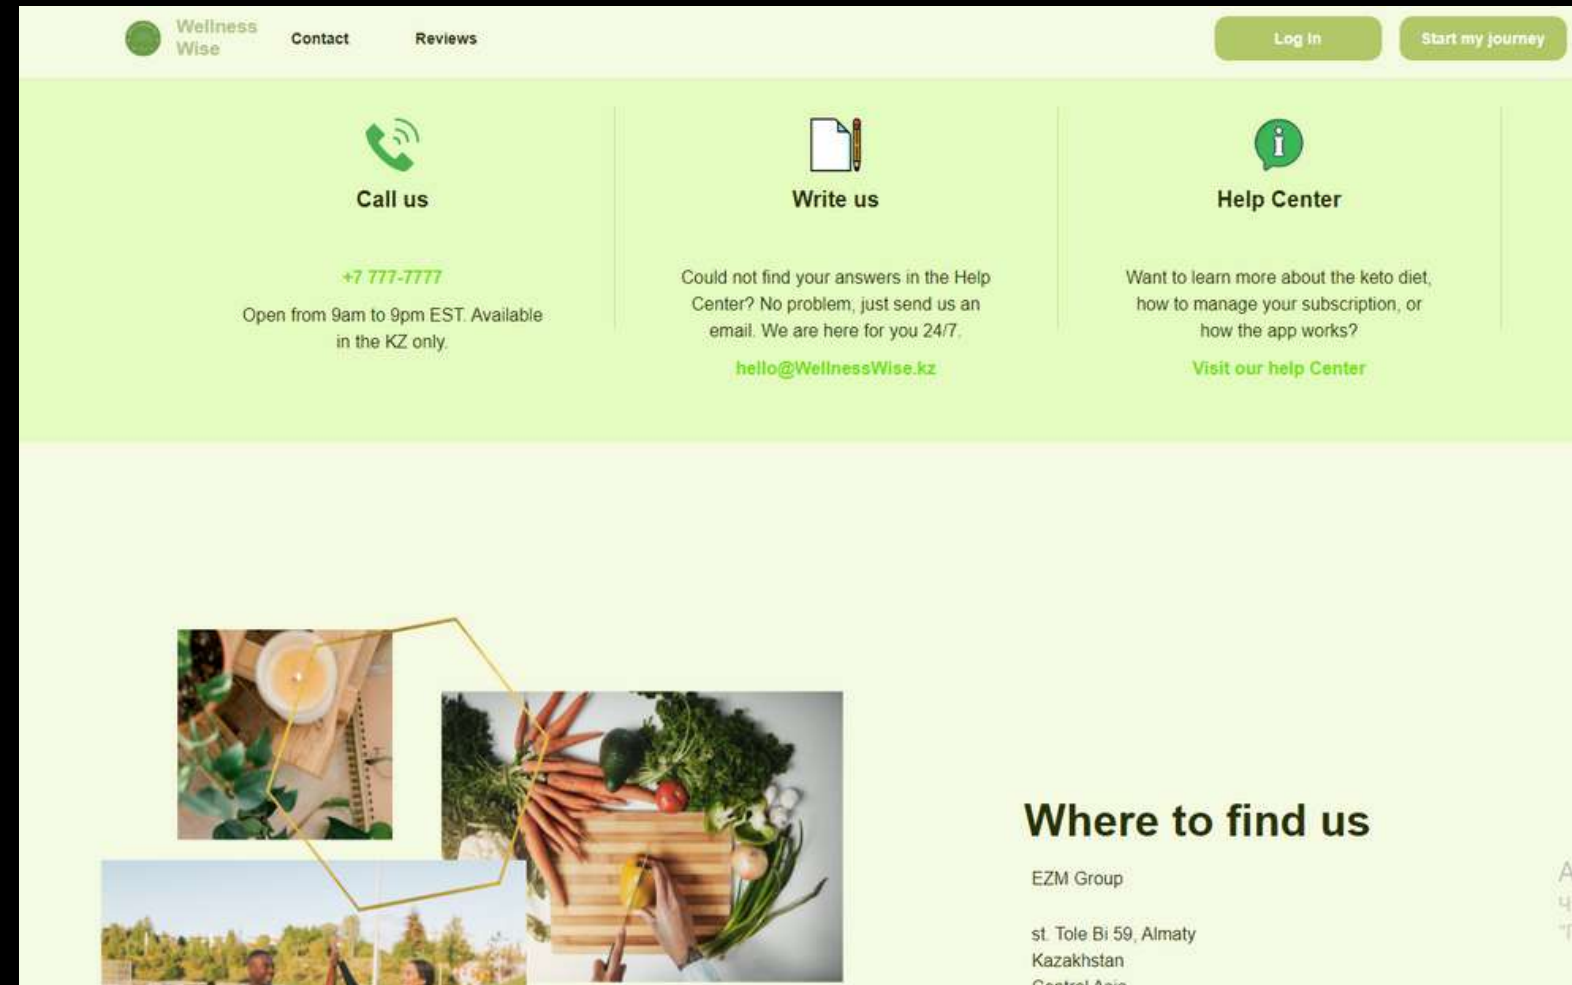 Wellness
Wise
Contact
Reviews
Log In
Start my journey
Call us
+7 777-7777
Open from 9am to 9pm EST. Available
in the KZ only.
Write us
Could not find your answers in the Help
Center? No problem, just send us an
email. We are here for you 24/7.
hello@WellnessWise.kz
Help Center
Want to learn more about the keto diet,
how to manage your subscription, or
how the app works?
Visit our help Center
Where to find us
EZM Group
st. Tole Bi 59, Almaty
Kazakhstan
Central Asia